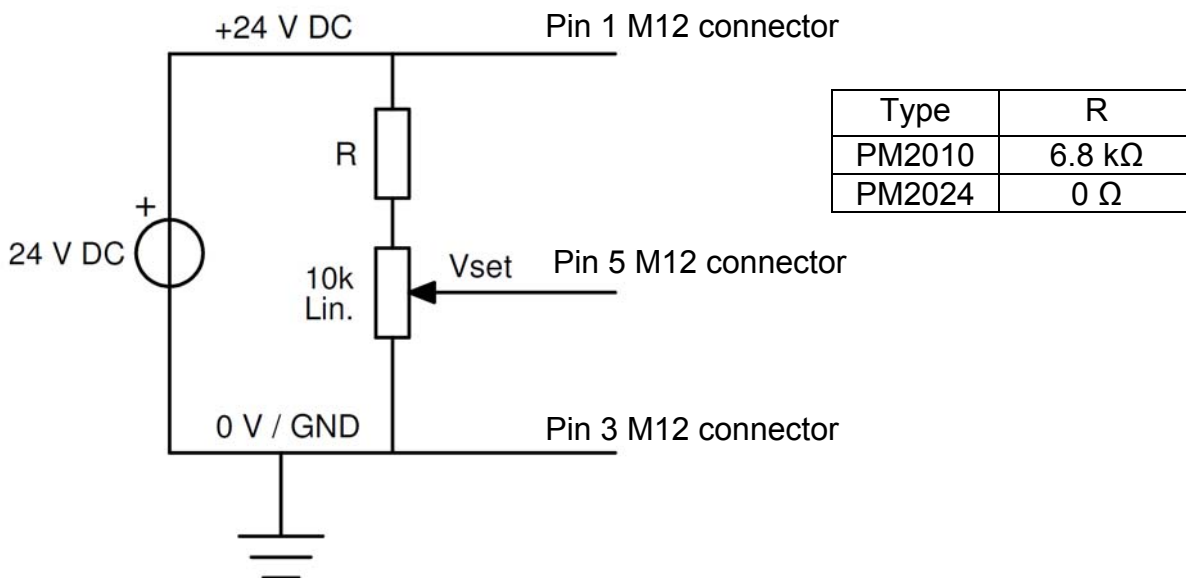 +24 V DC
Pin 1 M12 connector
Type R
PM2010 6.8 kΩ
PM2024 0 Ω
R
+
24 V DC
10k
Lin.
Vset
Pin 5 M12 connector
0 V / GND
Pin 3 M12 connector